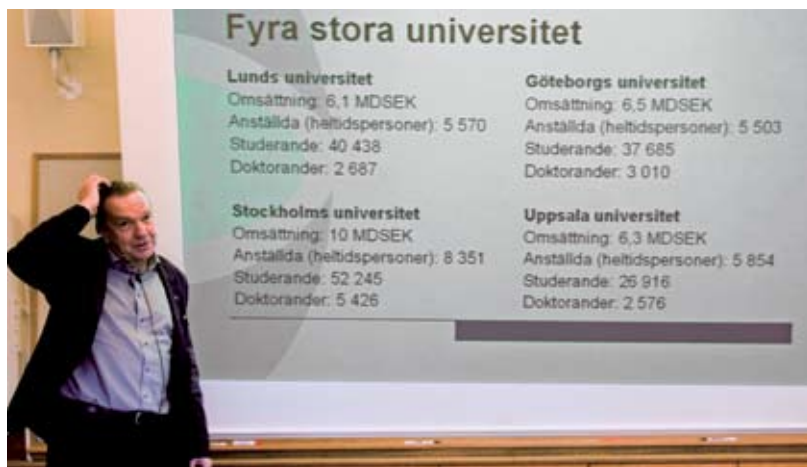 Fyra stora universitet
Lunds universitet
Omsättning: 6,1 MDSEK
Anställda (heltidspersoner): 5 570
Studerande: 40 438
Doktorander: 2 687
Göteborgs universitet
Omsättning: 6,5 MDSEK
Anställda (heltidspersoner): 5 503
Studerande: 37 685
Doktorander: 3 010
Stockholms universitet
Omsättning: 10 MDSEK
Anställda (heltidspersoner): 8 351
Studerande: 52 245
Doktorander: 5 426
Uppsala universitet
Omsättning: 6,3 MDSEK
Anställda (heltidspersoner): 5 854
Studerande: 26 916
Doktorander: 2 576